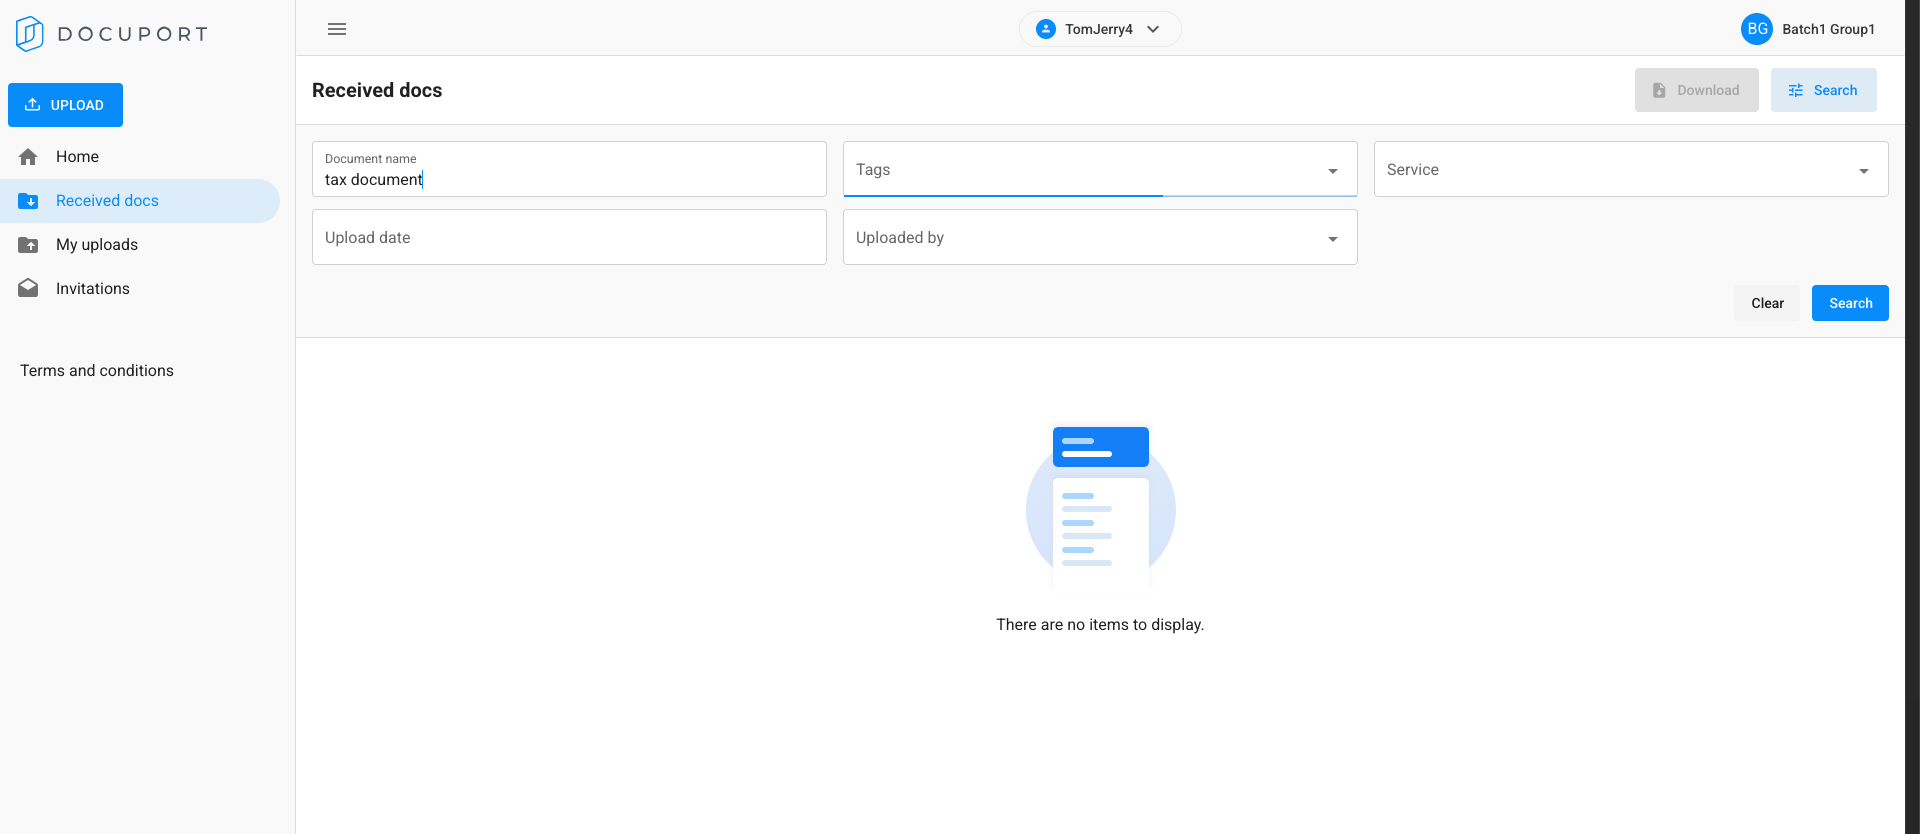 DOCUPORT
TomJerry4
BG
Batch1 Group1
UPLOAD
Home
Received docs
My uploads
Invitations
Terms and conditions
Received docs
Download
Search
Document name
tax document
Tags
Service
Upload date
Uploaded by
Clear
Search
There are no items to display.